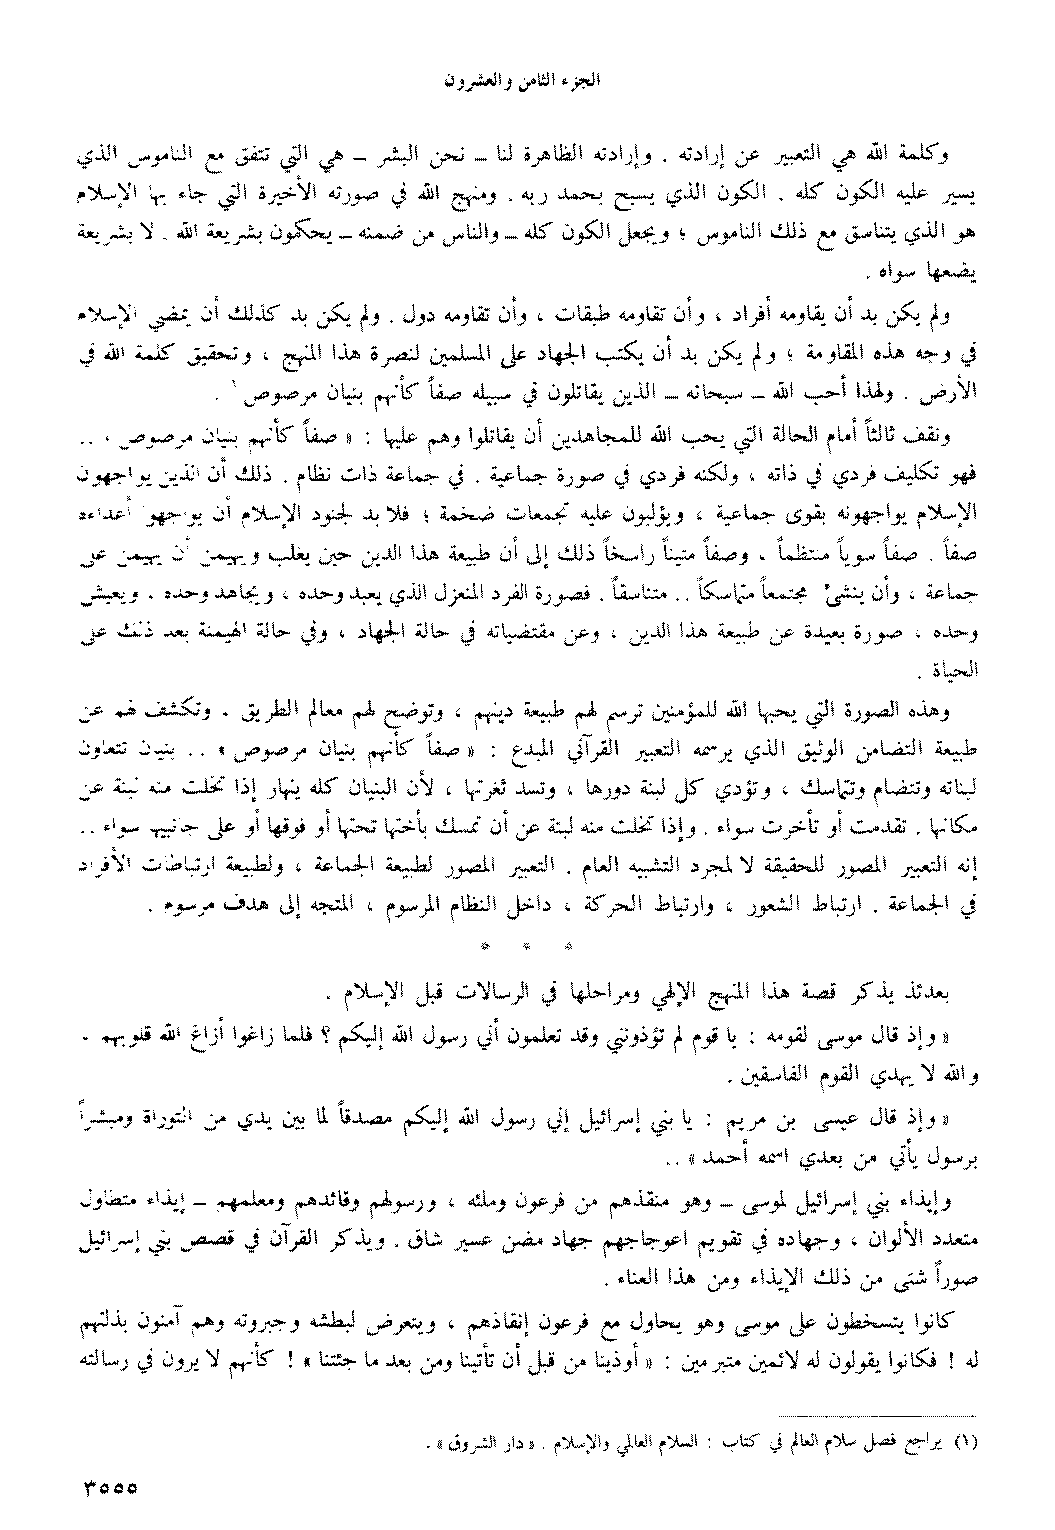 الجزء الثامن والعشرون
وكلمة الله هي التعبير عن إرادته . وإرادته الظاهرة لنا – نحن البشر – هي التي تتفق مع الناموس الذي
يسير عليه الكون كله . الكون الذي يسبح بحمد ربه . ومنهج الله في صورته الأخيرة التي جاء بها الإسلام
هو الذي يتناسق مع ذلك الناموس ؛ ويجعل الكون كله – والناس من ضمنه – يحكمون بشريعة الله . لا بشريعة
يضعها سواه .
ولم يكن بد أن يقاومه أفراد ، وأن تقاومه طبقات ، وأن تقاومه دول . ولم يكن بد كذلك أن يمضي الإسلام
في وجه هذه المقاومة ؛ ولم يكن بد أن يكتب الجهاد على المسلمين لنصرة هذا المنهج ، وتحقيق كلمة الله في
الأرض . ولهذا أحب الله – سبحانه – الذين يقاتلون في سبيله صفاً كأنهم بنيان مرصوص ١ .
ونقف ثالثاً أمام الحالة التي يحب الله للمجاهدين أن يقاتلوا وهم عليها : « صفاً كأنهم بنيان مرصوص » ..
فهو تكليف فردي في ذاته ، ولكنه فردي في صورة جماعية . في جماعة ذات نظام . ذلك أن الذين يواجهون
الإسلام يواجهونه بقوى جماعية ، ويؤلبون عليه تجمعات ضخمة ؛ فلا بد لجنود الإسلام أن يواجهوا أعداءه
صفاً . صفاً سوياً منتظماً ، وصفاً متيناً راسخاً ذلك إلى أن طبيعة هذا الدين حين يغلب ويهيمن أن يهيمن على
جماعة ، وأن ينشئ مجتمعاً متماسكاً .. متناسقاً . فصورة الفرد المنعزل الذي يعبد وحده ، ويجاهد وحده ، ويعيش
وحده ، صورة بعيدة عن طبيعة هذا الدين ، وعن مقتضياته في حالة الجهاد ، وفي حالة الهيمنة بعد ذلك على
الحياة .
وهذه الصورة التي يحبها الله للمؤمنين ترسم لهم طبيعة دينهم ، وتوضح لهم معالم الطريق . وتكشف لهم عن
طبيعة التضامن الوثيق الذي يرسمه التعبير القرآني المبدع : « صفاً كأنهم بنيان مرصوص » .. بنيان تتعاون
لبناته وتتضام وتتماسك ، وتؤدي كل لبنة دورها ، وتسد ثغرتها ، لأن البنيان كله ينهار إذا تخلت منه لبنة عن
مكانها . تقدمت أو تأخرت سواء . وإذا تخلت منه لبنة عن أن تمسك بأختها تحتها أو فوقها أو على جانبيها سواء ..
إنه التعبير المصور للحقيقة لا لمجرد التشبيه العام . التعبير المصور لطبيعة الجماعة ، ولطبيعة ارتباطات الأفراد
في الجماعة . ارتباط الشعور ، وارتباط الحركة ، داخل النظام المرسوم ، المتجه إلى هدف مرسوم .
* * *
بعدئذ يذكر قصة هذا المنهج الإلهي ومراحلها في الرسالات قبل الإسلام .
« وإذ قال موسى لقومه : يا قوم لم تؤذونني وقد تعلمون أني رسول الله إليكم ؟ فلما زاغوا أزاغ الله قلوبهم .
والله لا يهدي القوم الفاسقين .
« وإذ قال عيسى بن مريم : يا بني إسرائيل إني رسول الله إليكم مصدقاً لما بين يدي من التوراة ومبشراً
برسول يأتي من بعدي اسمه أحمد » ..
وإيذاء بني إسرائيل لموسى – وهو منقذهم من فرعون وملئه ، ورسولهم وقائدهم ومعلمهم – إيذاء متطاول
متعدد الألوان ، وجهاده في تقويم اعوجاجهم جهاد مضن عسير شاق . ويذكر القرآن في قصص بني إسرائيل
صوراً شتى من ذلك الإيذاء ومن هذا العناء .
كانوا يتسخطون على موسى وهو يحاول مع فرعون إنقاذهم ، ويتعرض لبطشه وجبروته وهم آمنون بذلتهم
له ! فكانوا يقولون له لائمين متبرمين : « أوذينا من قبل أن تأتينا ومن بعد ما جئتنا » ! كأنهم لا يرون في رسالته
(١) يراجع فصل سلام العالم في كتاب : السلام العالمي والإسلام . « دار الشروق » .
٣٥٥٥